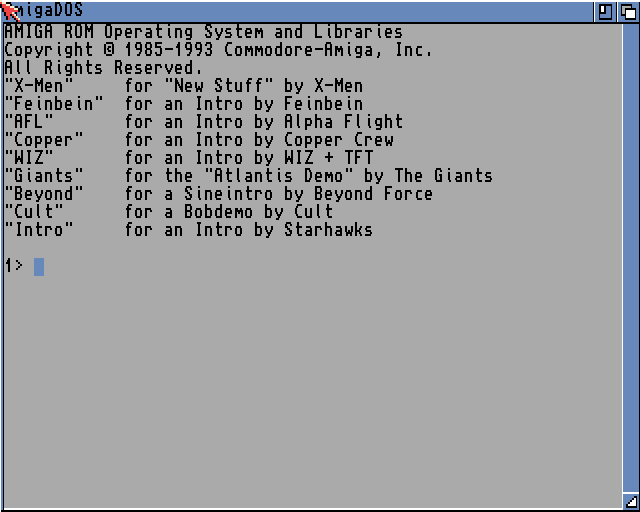 AmigaDOS
AMIGA ROM Operating System and Libraries
Copyright © 1985-1993 Commodore-Amiga, Inc.
All Rights Reserved.
"X-Men"     for "New Stuff" by X-Men
"Feinbein"  for an Intro by Feinbein
"AFL"       for an Intro by Alpha Flight
"Copper"    for an Intro by Copper Crew
"WIZ"       for an Intro by WIZ + TFT
"Giants"    for the "Atlantis Demo" by The Giants
"Beyond"    for a Sineintro by Beyond Force
"Cult"      for a Bobdemo by Cult
"Intro"     for an Intro by Starhawks
1>